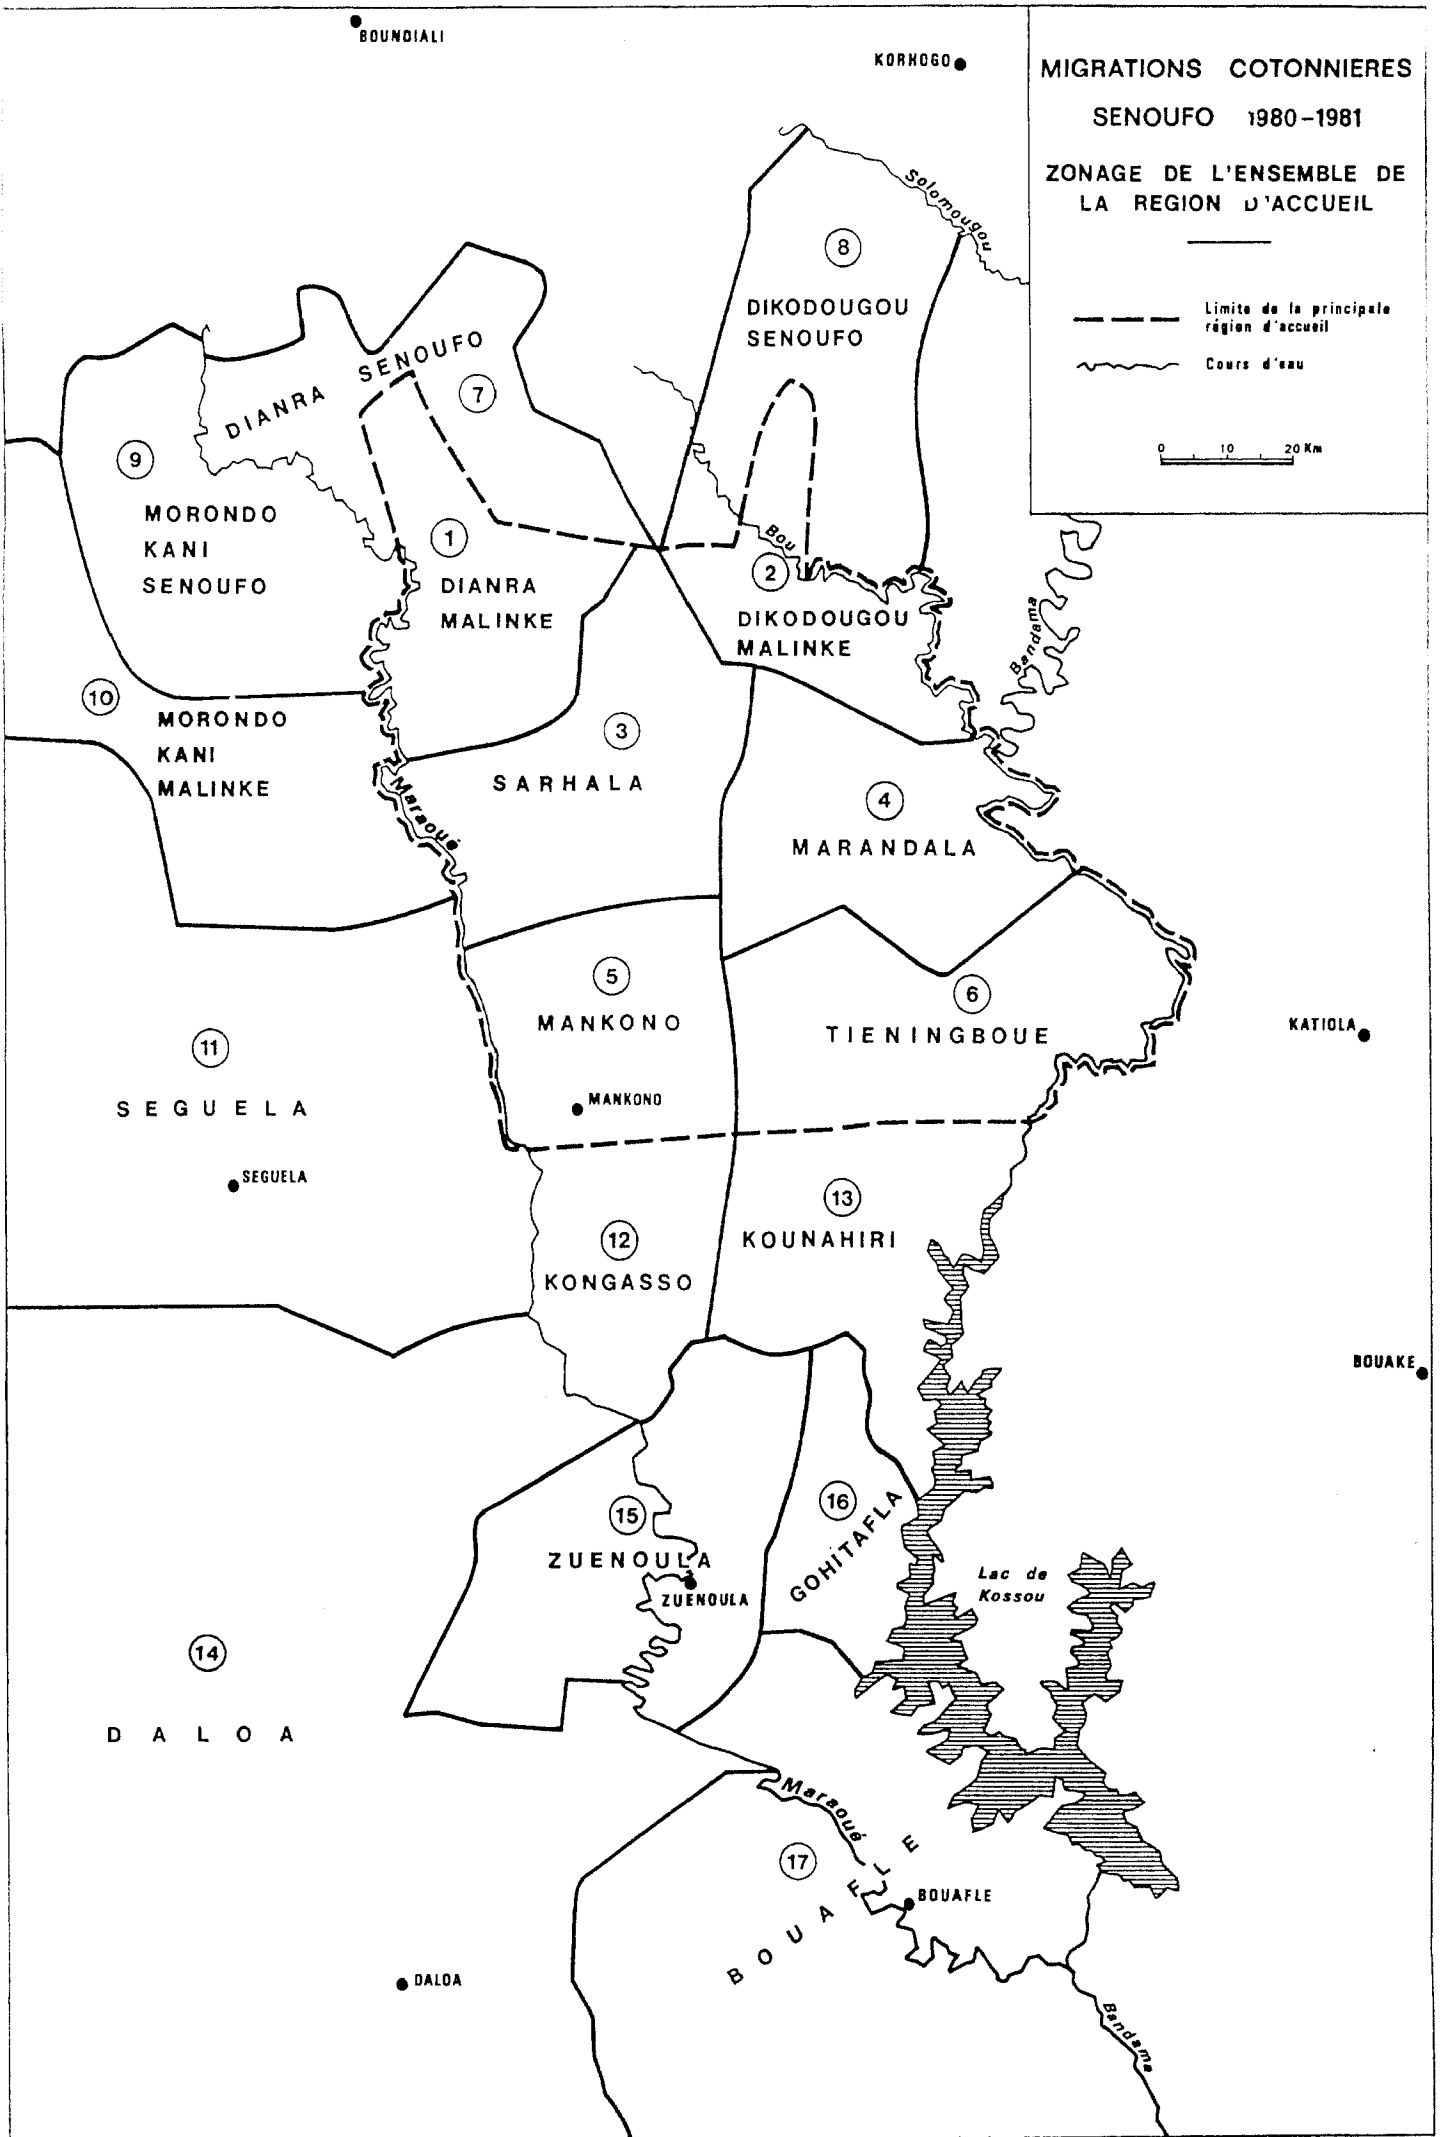 BOUNDIALI
KORHOGO
MIGRATIONS COTONNIERES
SENOUFO 1980-1981
ZONAGE DE L'ENSEMBLE DE
LA REGION D'ACCUEIL
Limite de la principale
région d'accueil
Cours d'eau
0 10 20 Km
Solomougou
8
DIKODOUGOU
SENOUFO
DIANRA SENOUFO
7
9
MORONDO
KANI
SENOUFO
1
DIANRA
MALINKE
Bou
2
DIKODOUGOU
MALINKE
Bandama
10
MORONDO
KANI
MALINKE
3
SARHALA
Maraoué
4
MARANDALA
5
MANKONO
MANKONO
6
TIENINGBOUE
KATIOLA
11
SEGUELA
SEGUELA
12
KONGASSO
13
KOUNAHIRI
BOUAKE
15
ZUENOULA
ZUENOULA
16
GOHITAFLA
Lac de
Kossou
14
DALOA
Maraoué
17
BOUAFLE
BOUAFLE
DALOA
Bandama